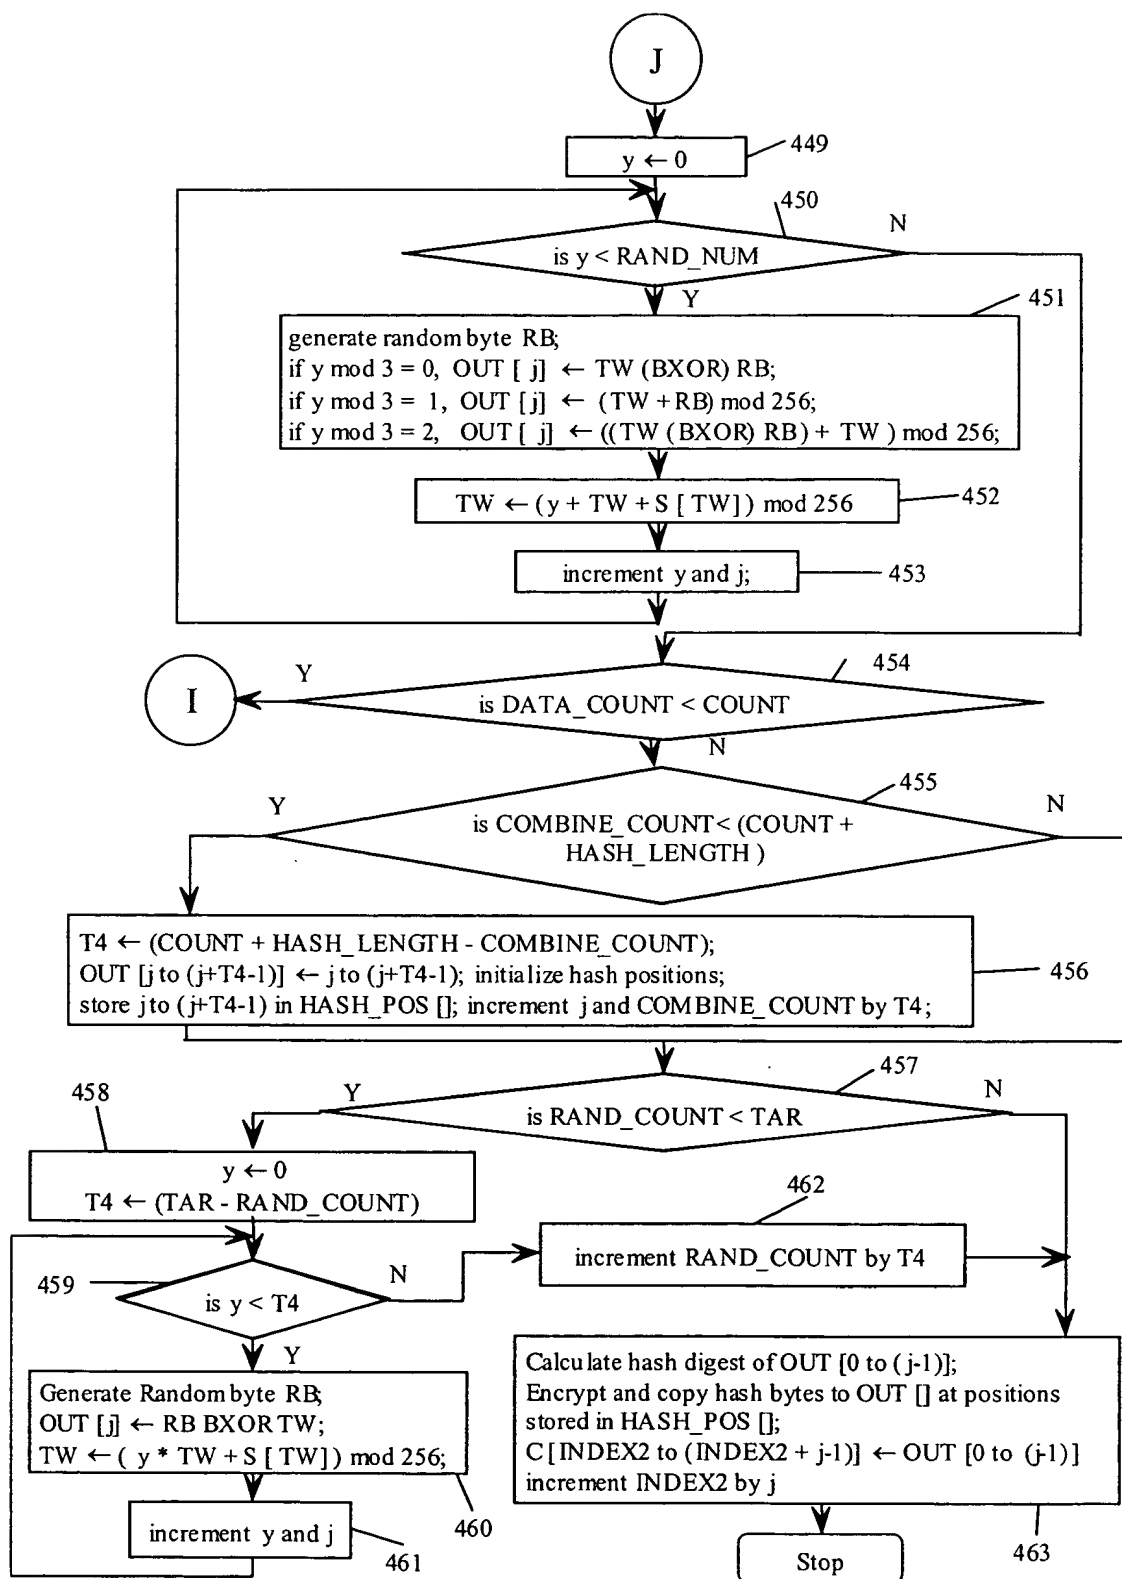 J
y ← 0
449
450
N
is y < RAND_NUM
Y
451
generate random byte RB;
if y mod 3 = 0, OUT [ j] ← TW (BXOR) RB;
if y mod 3 = 1, OUT [j] ← (TW + RB) mod 256;
if y mod 3 = 2, OUT [ j] ← ((TW (BXOR) RB) + TW ) mod 256;
TW ← (y + TW + S [ TW]) mod 256
452
increment y and j;
453
454
Y
I
is DATA_COUNT < COUNT
N
455
Y
N
is COMBINE_COUNT< (COUNT +
HASH_LENGTH )
T4 ← (COUNT + HASH_LENGTH - COMBINE_COUNT);
OUT [j to (j+T4-1)] ← j to (j+T4-1); initialize hash positions;
store j to (j+T4-1) in HASH_POS []; increment j and COMBINE_COUNT by T4;
456
457
458
Y
N
is RAND_COUNT < TAR
y ← 0
T4 ← (TAR - RAND_COUNT)
462
increment RAND_COUNT by T4
459
N
is y < T4
Y
Generate Random byte RB;
OUT [j] ← RB BXOR TW;
TW ← ( y * TW + S [ TW]) mod 256;
460
increment y and j
461
Calculate hash digest of OUT [0 to ( j-1)];
Encrypt and copy hash bytes to OUT [] at positions
stored in HASH_POS [];
C [ INDEX2 to (INDEX2 + j-1)] ← OUT [0 to (j-1)]
increment INDEX2 by j
463
Stop